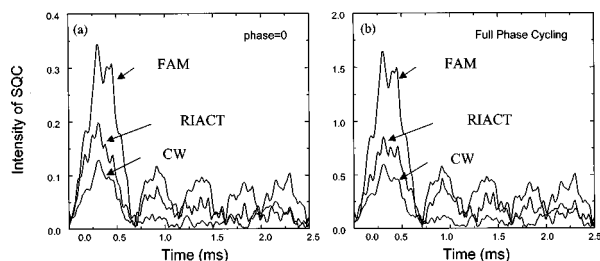 (a)
phase=0
FAM
RIACT
CW
Intensity of SQC
0.4
0.3
0.2
0.1
0.0
0.0 0.5 1.0 1.5 2.0 2.5
Time (ms)
(b)
Full Phase Cycling
FAM
RIACT
CW
2.0
1.5
1.0
0.5
0.0
0.0 0.5 1.0 1.5 2.0 2.5
Time (ms)